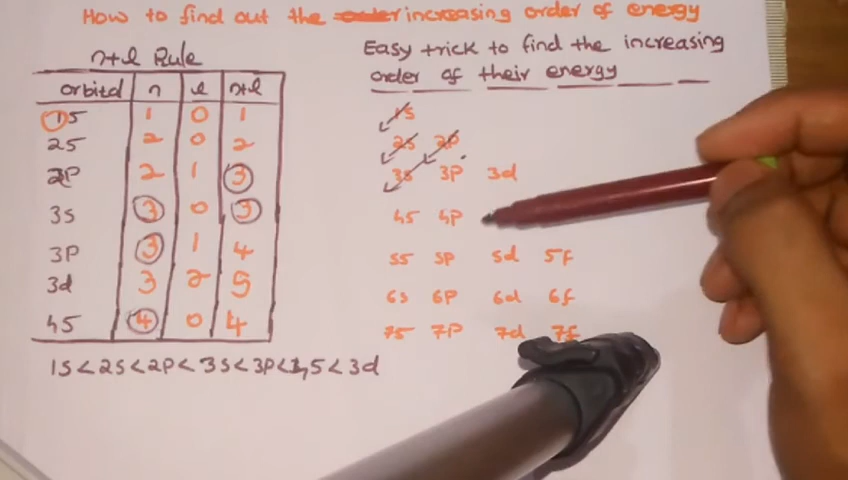 How to find out the order increasing order of energy
n+l Rule
orbital n l n+l
1s 1 0 1
2s 2 0 2
2p 2 1 3
3s 3 0 3
3p 3 1 4
3d 3 2 5
4s 4 0 4
1s < 2s < 2p < 3s < 3p < 4s < 3d
Easy trick to find the increasing
order of their energy
1s
2s 2p
3s 3p 3d
4s 4p
5s 5p 5d 5f
6s 6p 6d 6f
7s 7p 7d 7f